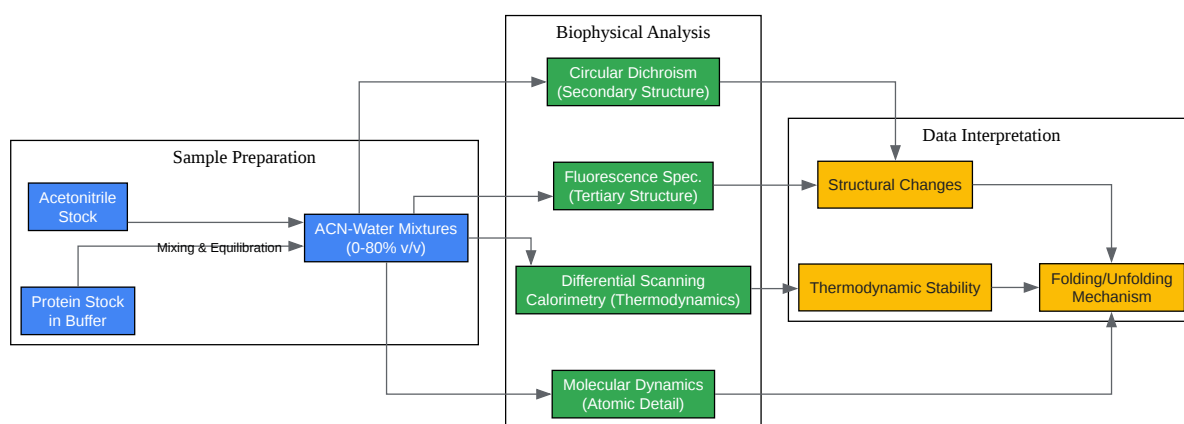 Sample Preparation
Acetonitrile
Stock
Mixing & Equilibration
Protein Stock
in Buffer
ACN-Water Mixtures
(0-80% v/v)
Biophysical Analysis
Circular Dichroism
(Secondary Structure)
Fluorescence Spec.
(Tertiary Structure)
Differential Scanning
Calorimetry (Thermodynamics)
Molecular Dynamics
(Atomic Detail)
Data Interpretation
Structural Changes
Thermodynamic Stability
Folding/Unfolding
Mechanism